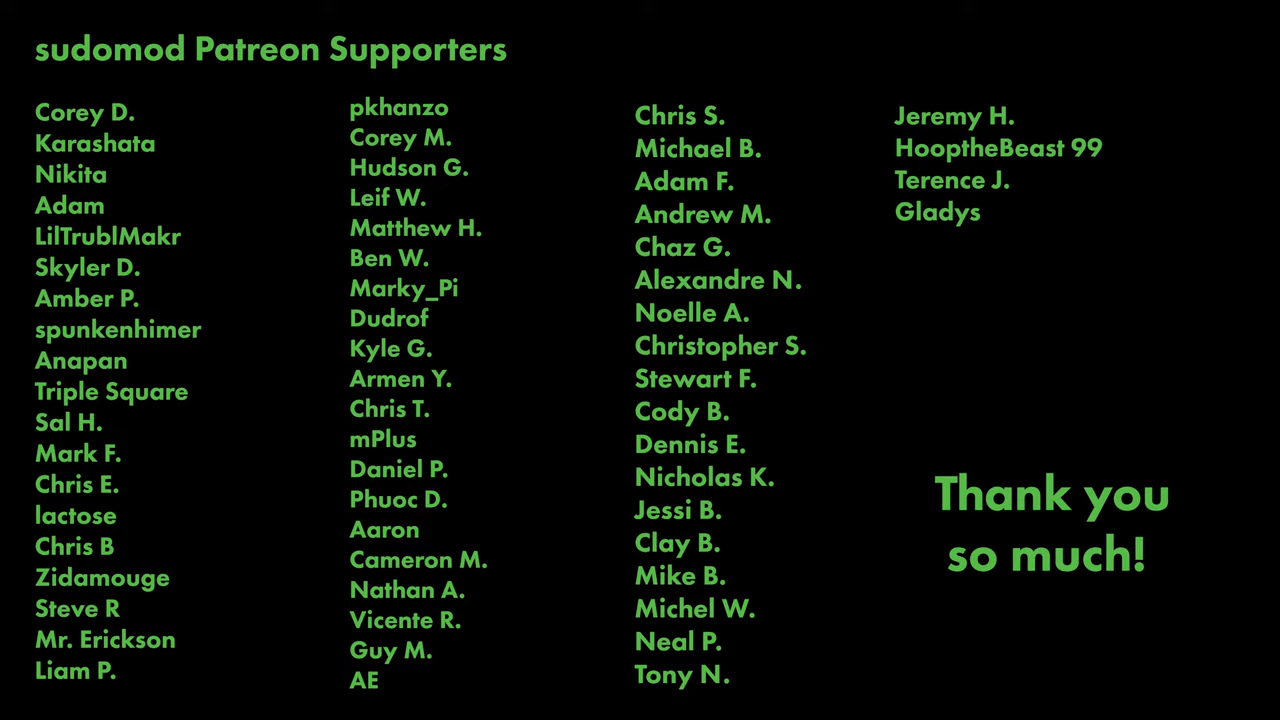 sudomod Patreon Supporters
Corey D.
Karashata
Nikita
Adam
LilTrublMakr
Skyler D.
Amber P.
spunkenhimer
Anapan
Triple Square
Sal H.
Mark F.
Chris E.
lactose
Chris B
Zidamouge
Steve R
Mr. Erickson
Liam P.
pkhanzo
Corey M.
Hudson G.
Leif W.
Matthew H.
Ben W.
Marky_Pi
Dudrof
Kyle G.
Armen Y.
Chris T.
mPlus
Daniel P.
Phuoc D.
Aaron
Cameron M.
Nathan A.
Vicente R.
Guy M.
AE
Chris S.
Michael B.
Adam F.
Andrew M.
Chaz G.
Alexandre N.
Noelle A.
Christopher S.
Stewart F.
Cody B.
Dennis E.
Nicholas K.
Jessi B.
Clay B.
Mike B.
Michel W.
Neal P.
Tony N.
Jeremy H.
HooptheBeast 99
Terence J.
Gladys
Thank you
so much!